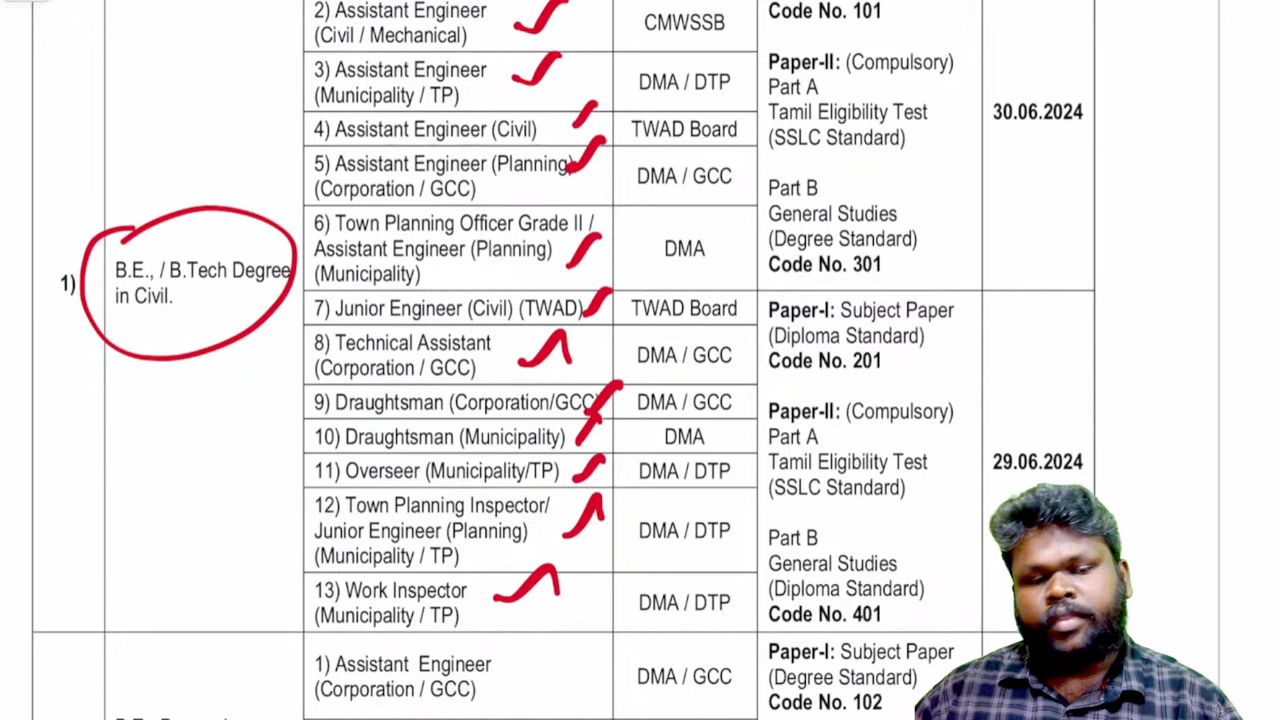 2) Assistant Engineer
(Civil / Mechanical)
CMWSSB
Code No. 101
3) Assistant Engineer
(Municipality / TP)
DMA / DTP
Paper-II: (Compulsory)
Part A
Tamil Eligibility Test
(SSLC Standard)
30.06.2024
4) Assistant Engineer (Civil)
TWAD Board
5) Assistant Engineer (Planning)
(Corporation / GCC)
DMA / GCC
Part B
General Studies
(Degree Standard)
Code No. 301
6) Town Planning Officer Grade II /
Assistant Engineer (Planning)
(Municipality)
DMA
1)
B.E., / B.Tech Degree
in Civil.
7) Junior Engineer (Civil) (TWAD)
TWAD Board
Paper-I: Subject Paper
(Diploma Standard)
Code No. 201
8) Technical Assistant
(Corporation / GCC)
DMA / GCC
9) Draughtsman (Corporation/GCC)
DMA / GCC
Paper-II: (Compulsory)
Part A
Tamil Eligibility Test
(SSLC Standard)
29.06.2024
10) Draughtsman (Municipality)
DMA
11) Overseer (Municipality/TP)
DMA / DTP
12) Town Planning Inspector/
Junior Engineer (Planning)
(Municipality / TP)
DMA / DTP
Part B
General Studies
(Diploma Standard)
Code No. 401
13) Work Inspector
(Municipality / TP)
DMA / DTP
1) Assistant Engineer
(Corporation / GCC)
DMA / GCC
Paper-I: Subject Paper
(Degree Standard)
Code No. 102